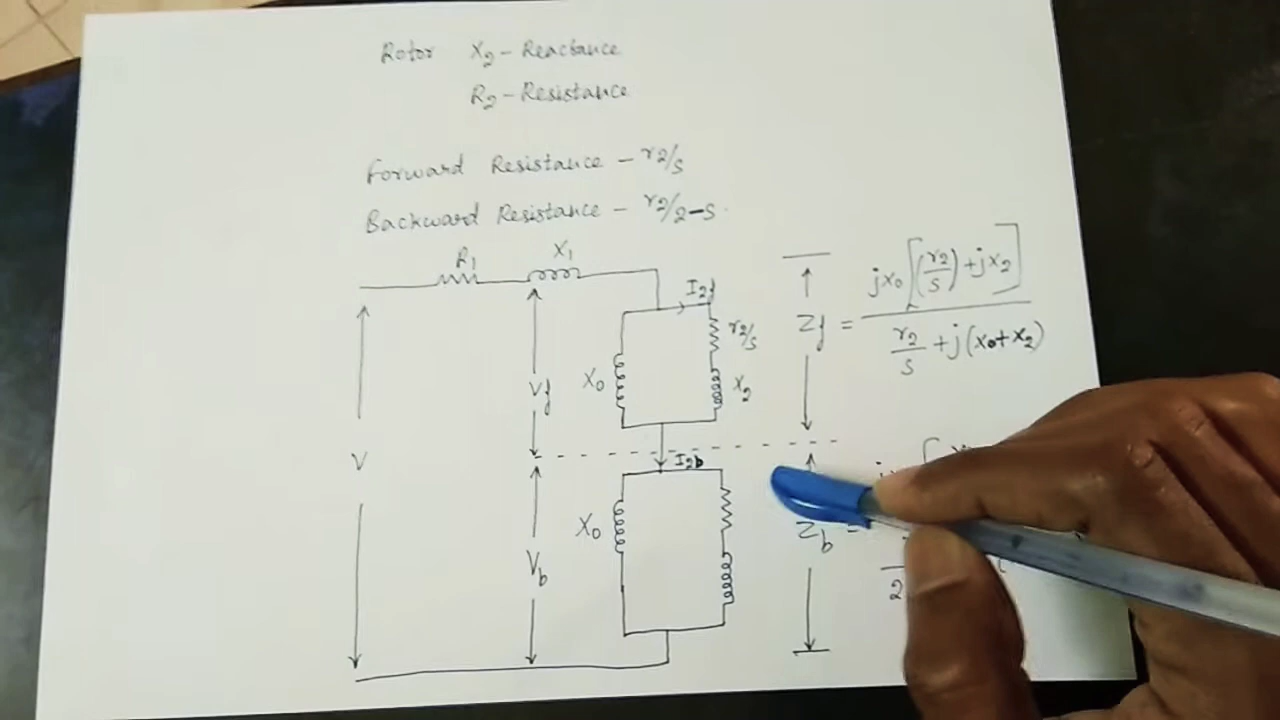 Rotor X2 - Reactance
R2 - Resistance
Forward Resistance - r2/s
Backward Resistance - r2/2-s
R1
X1
I2f
r2/s
X0
X2
Vf
V
I2b
X0
Vb
Zf = jx0[(r2/s)+jx2]
r2/s +j(x0+x2)
Zb =
2